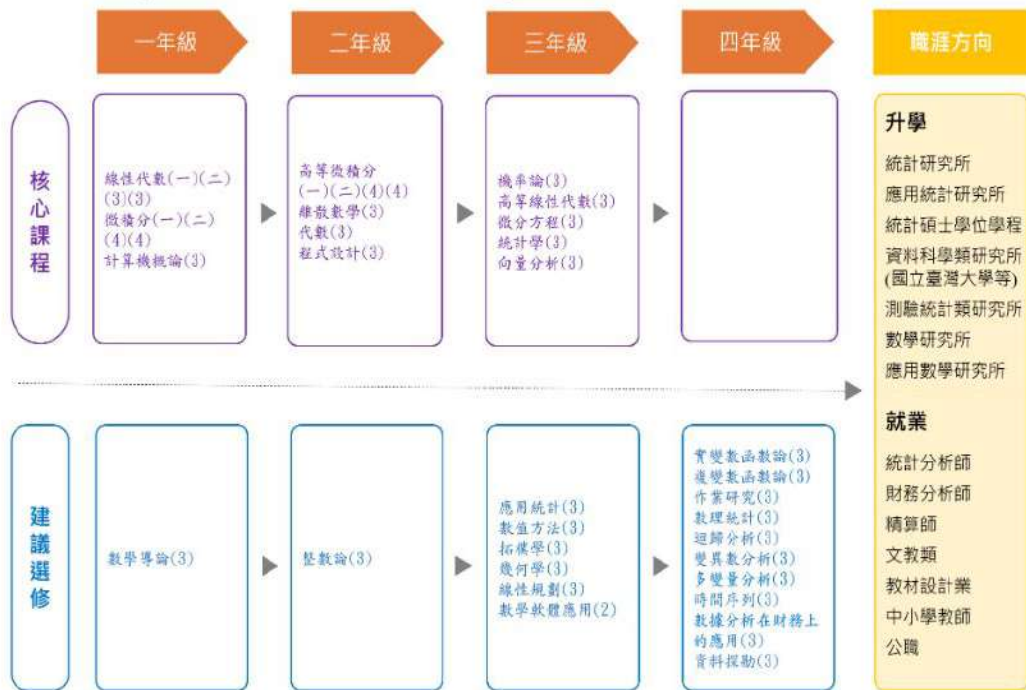 一年級
二年級
三年級
四年級
職涯方向
核心課程
線性代數(一)(二)
(3)(3)
微積分(一)(二)
(4)(4)
計算機概論(3)
高等微積分
(一)(二)(4)(4)
離散數學(3)
代數(3)
程式設計(3)
機率論(3)
高等線性代數(3)
微分方程(3)
統計學(3)
向量分析(3)
建議選修
數學導論(3)
整數論(3)
應用統計(3)
數值方法(3)
拓樸學(3)
幾何學(3)
線性規劃(3)
數學軟體應用(2)
實變數函數論(3)
複變數函數論(3)
作業研究(3)
數理統計(3)
迴歸分析(3)
變異數分析(3)
多變量分析(3)
時間序列(3)
數據分析在財務上
的應用(3)
資料探勘(3)
升學
統計研究所
應用統計研究所
統計碩士學位學程
資料科學類研究所
(國立臺灣大學等)
測驗統計類研究所
數學研究所
應用數學研究所
就業
統計分析師
財務分析師
精算師
文教類
教材設計業
中小學教師
公職